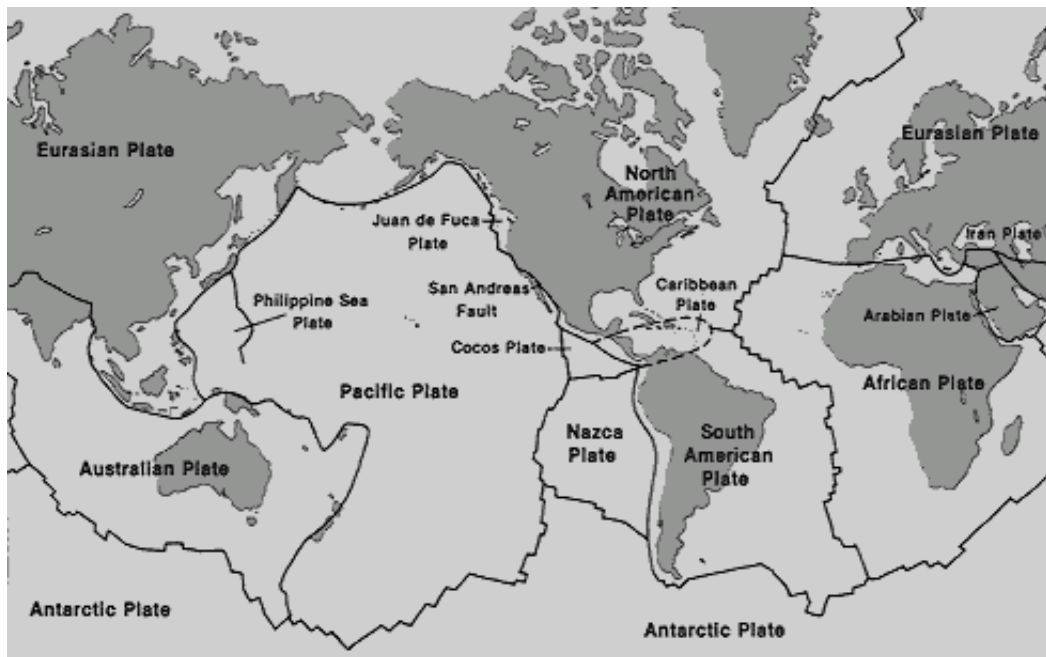 Eurasian Plate
Eurasian Plate
North
American
Plate
Juan de Fuca
Plate
Iran Plate
San Andreas
Fault
Caribbean
Plate
Philippine Sea
Plate
Arabian Plate
Cocos Plate
Pacific Plate
African Plate
Nazca
Plate
South
American
Plate
Australian Plate
Antarctic Plate
Antarctic Plate